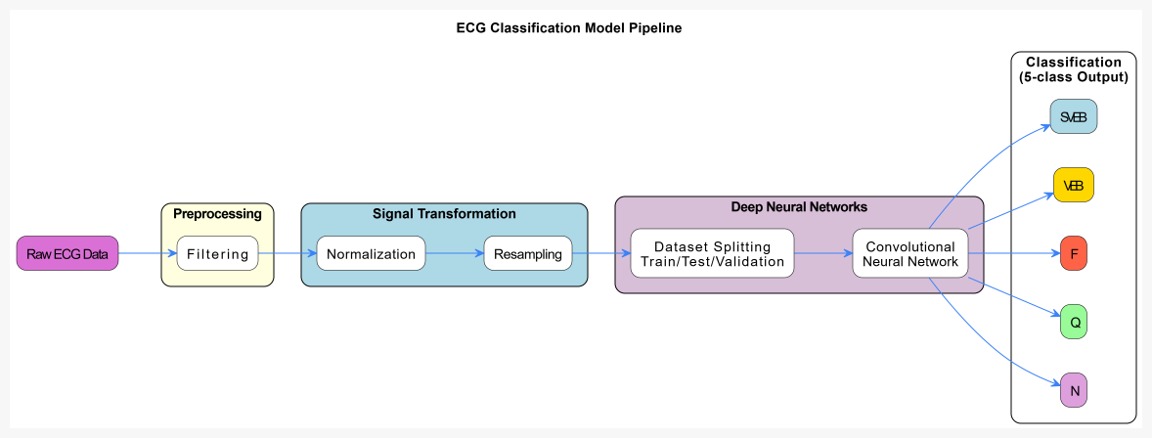 ECG Classification Model Pipeline
Raw ECG Data
Preprocessing
Filtering
Signal Transformation
Normalization
Resampling
Deep Neural Networks
Dataset Splitting
Train/Test/Validation
Convolutional
Neural Network
Classification
(5-class Output)
SVEB
VEB
F
Q
N